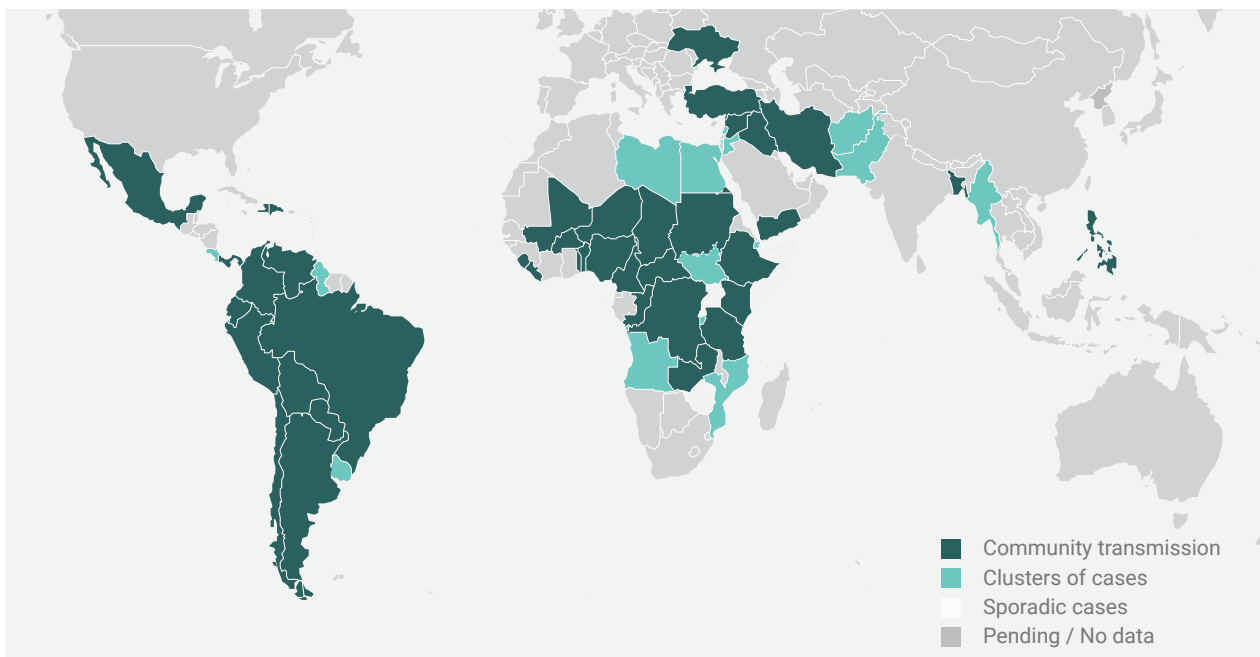 Community transmission
Clusters of cases
Sporadic cases
Pending / No data